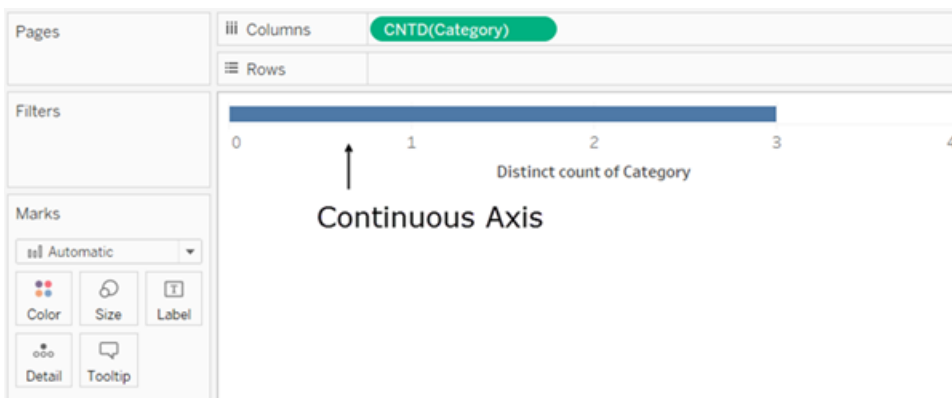 Pages
Columns
CNTD(Category)
Rows
Filters
0 1 2 3 4
Distinct count of Category
Continuous Axis
Marks
Automatic
Color Size Label
T
Detail Tooltip